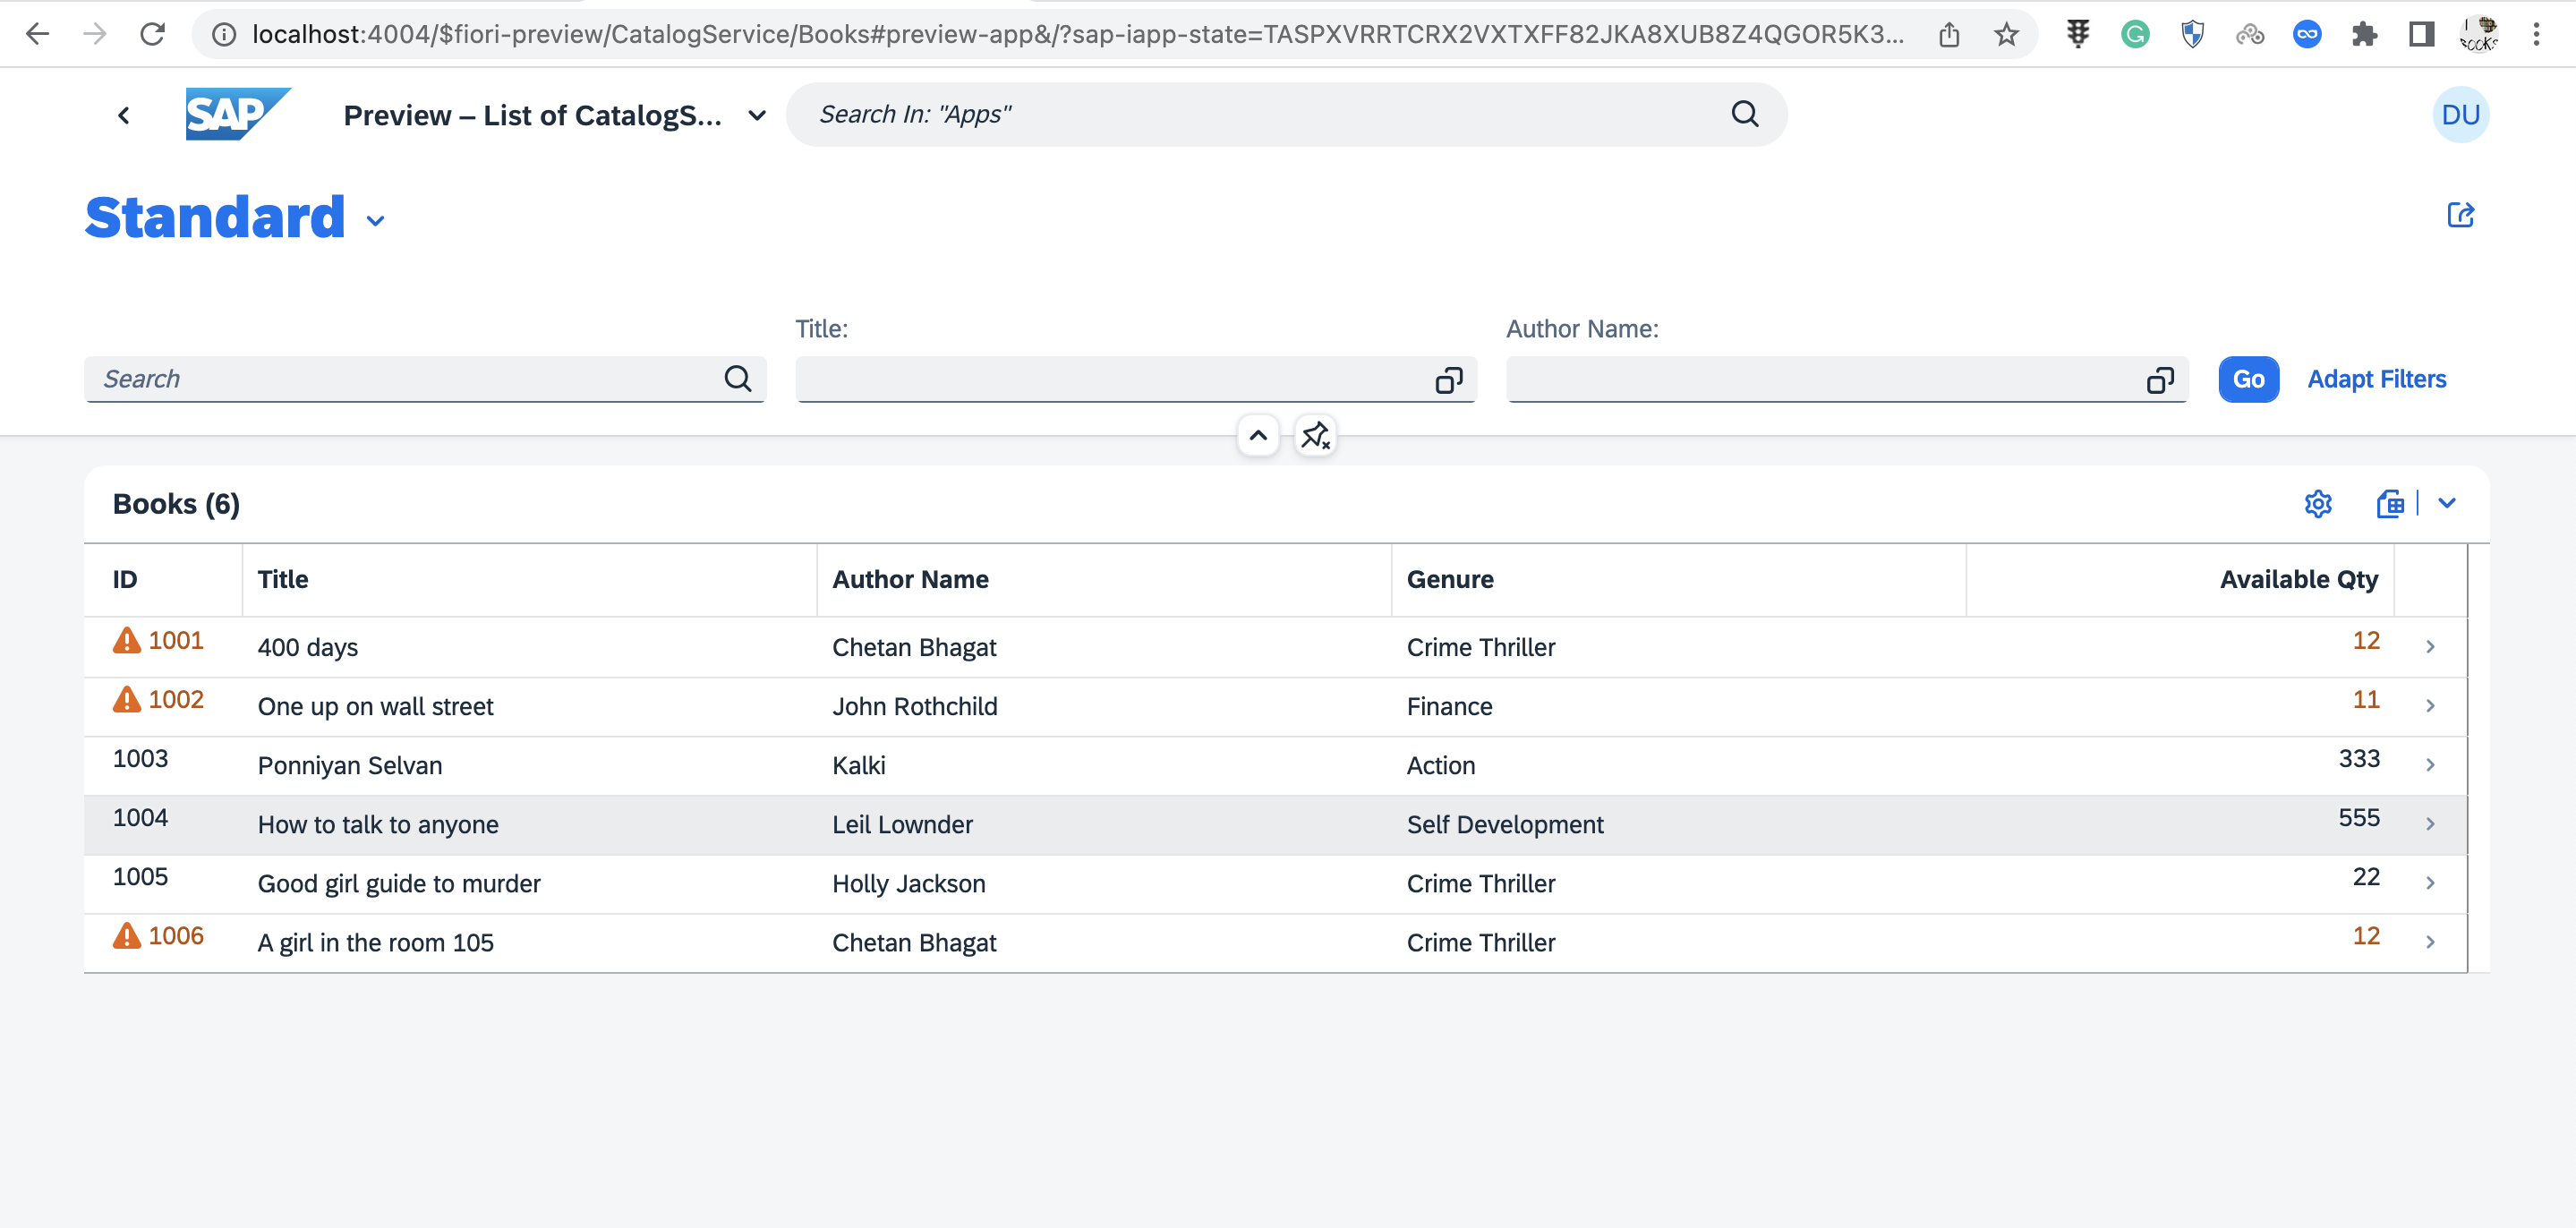 localhost:4004/$fiori-preview/CatalogService/Books#preview-app&/?sap-iapp-state=TASPXVRRTCRX2VXTXFF82JKA8XUB8Z4QGOR5K3...
SAP Preview – List of CatalogS... Search In: "Apps" DU
Standard
Title: Author Name:
Search Go Adapt Filters
Books (6)
ID Title Author Name Genure Available Qty
1001 400 days Chetan Bhagat Crime Thriller 12
1002 One up on wall street John Rothchild Finance 11
1003 Ponniyan Selvan Kalki Action 333
1004 How to talk to anyone Leil Lownder Self Development 555
1005 Good girl guide to murder Holly Jackson Crime Thriller 22
1006 A girl in the room 105 Chetan Bhagat Crime Thriller 12